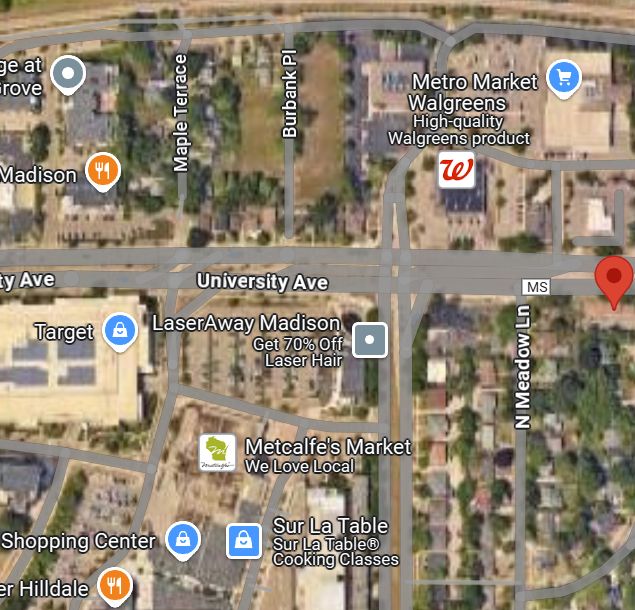 ge at
Grove
Maple Terrace
Burbank Pl
Metro Market
Walgreens
High-quality
Walgreens product
Madison
ty Ave
University Ave
MS
Target
LaserAway Madison
Get 70% Off
Laser Hair
N Meadow Ln
Metcalfe's Market
We Love Local
Shopping Center
Sur La Table
Sur La Table®
Cooking Classes
er Hilldale